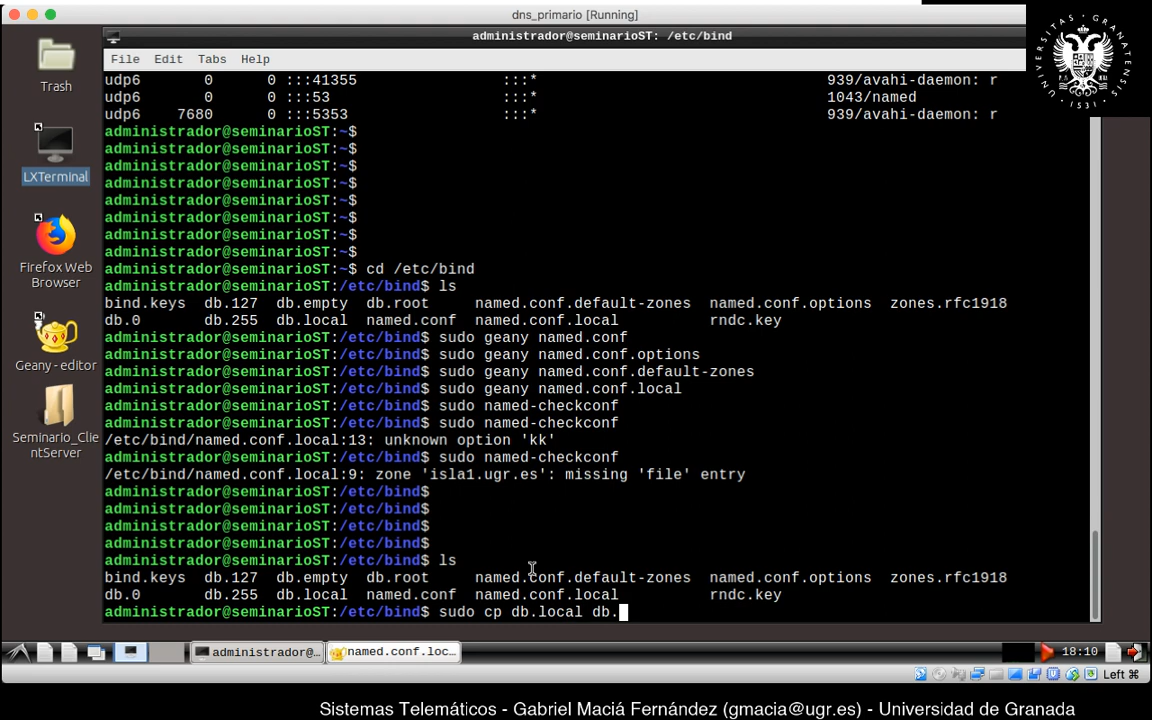 dns_primario [Running]
administrador@seminarioST: /etc/bind
File Edit Tabs Help
udp6 0 0 :::41355 :::* 939/avahi-daemon: r
udp6 0 0 :::53 :::* 1043/named
udp6 7680 0 :::5353 :::* 939/avahi-daemon: r
administrador@seminarioST:~$
administrador@seminarioST:~$
administrador@seminarioST:~$
administrador@seminarioST:~$
administrador@seminarioST:~$
administrador@seminarioST:~$
administrador@seminarioST:~$
administrador@seminarioST:~$
administrador@seminarioST:~$ cd /etc/bind
administrador@seminarioST:/etc/bind$ ls
bind.keys db.127 db.empty db.root named.conf.default-zones named.conf.options zones.rfc1918
db.0 db.255 db.local named.conf named.conf.local rndc.key
administrador@seminarioST:/etc/bind$ sudo geany named.conf
administrador@seminarioST:/etc/bind$ sudo geany named.conf.options
administrador@seminarioST:/etc/bind$ sudo geany named.conf.default-zones
administrador@seminarioST:/etc/bind$ sudo geany named.conf.local
administrador@seminarioST:/etc/bind$ sudo named-checkconf
administrador@seminarioST:/etc/bind$ sudo named-checkconf
/etc/bind/named.conf.local:13: unknown option 'kk'
administrador@seminarioST:/etc/bind$ sudo named-checkconf
/etc/bind/named.conf.local:9: zone 'isla1.ugr.es': missing 'file' entry
administrador@seminarioST:/etc/bind$
administrador@seminarioST:/etc/bind$
administrador@seminarioST:/etc/bind$
administrador@seminarioST:/etc/bind$
administrador@seminarioST:/etc/bind$ ls
bind.keys db.127 db.empty db.root named.conf.default-zones named.conf.options zones.rfc1918
db.0 db.255 db.local named.conf named.conf.local rndc.key
administrador@seminarioST:/etc/bind$ sudo cp db.local db.
Trash
LXTerminal
Firefox Web
Browser
Geany - editor
Seminario_Clie
ntServer
UNIVERSITAS GRANATENSIS
1531
administrador@...
named.conf.loc...
18:10
Left ⌘
Sistemas Telemáticos - Gabriel Maciá Fernández (gmacia@ugr.es) - Universidad de Granada